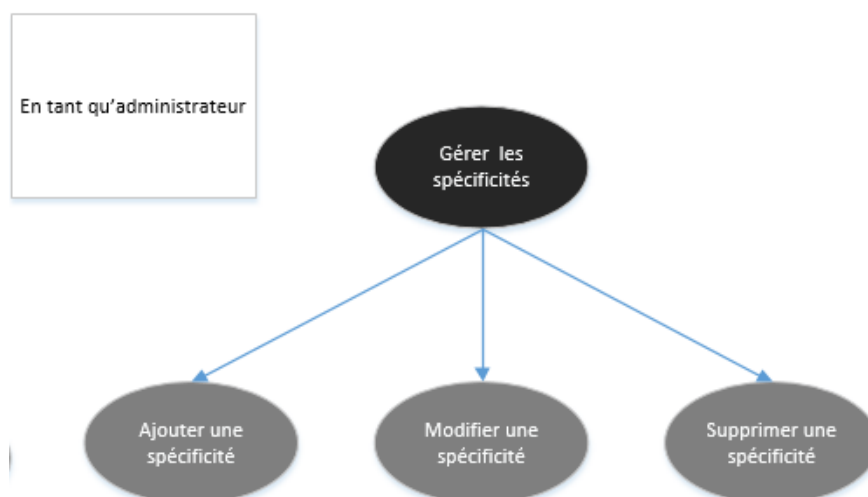 En tant qu'administrateur
Gérer les
spécificités
Ajouter une
spécificité
Modifier une
spécificité
Supprimer une
spécificité